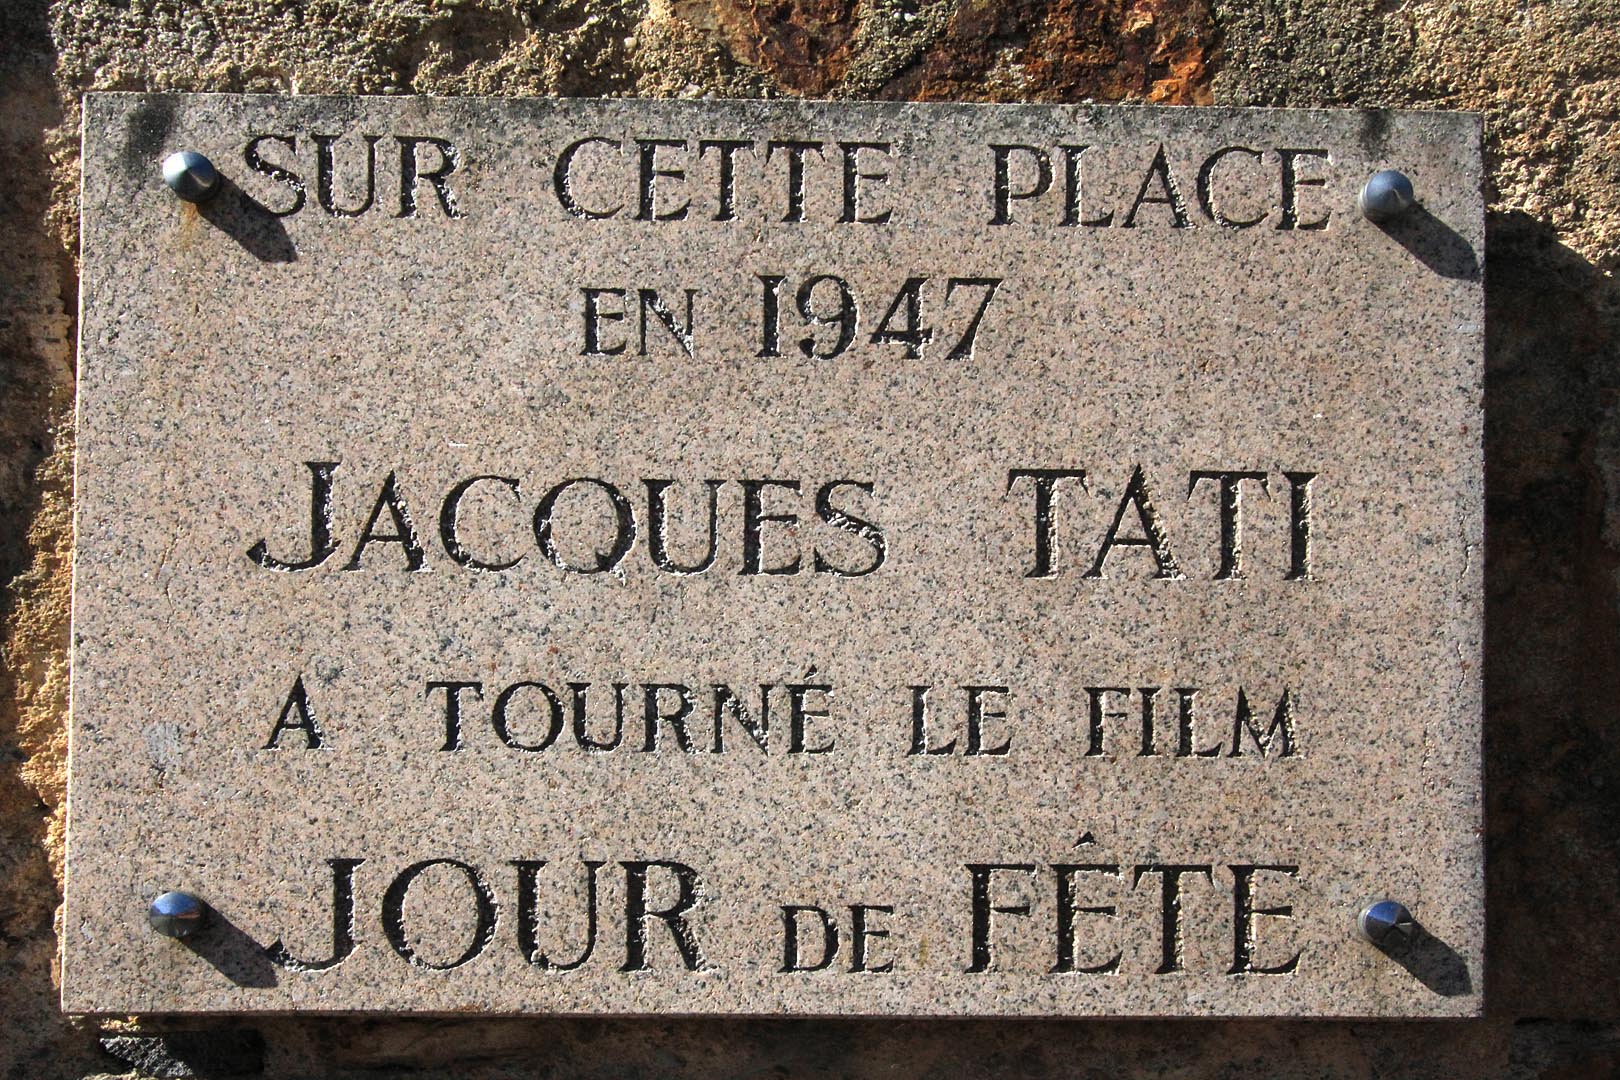 SUR CETTE PLACE
EN 1947
JACQUES TATI
A TOURNÉ LE FILM
JOUR DE FÊTE